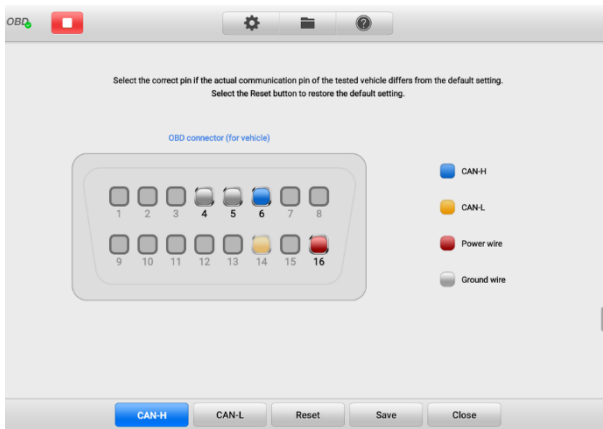 OBD
Select the correct pin if the actual communication pin of the tested vehicle differs from the default setting.
Select the Reset button to restore the default setting.
OBD connector (for vehicle)
1 2 3 4 5 6 7 8
9 10 11 12 13 14 15 16
CAN-H
CAN-L
Power wire
Ground wire
CAN-H CAN-L Reset Save Close